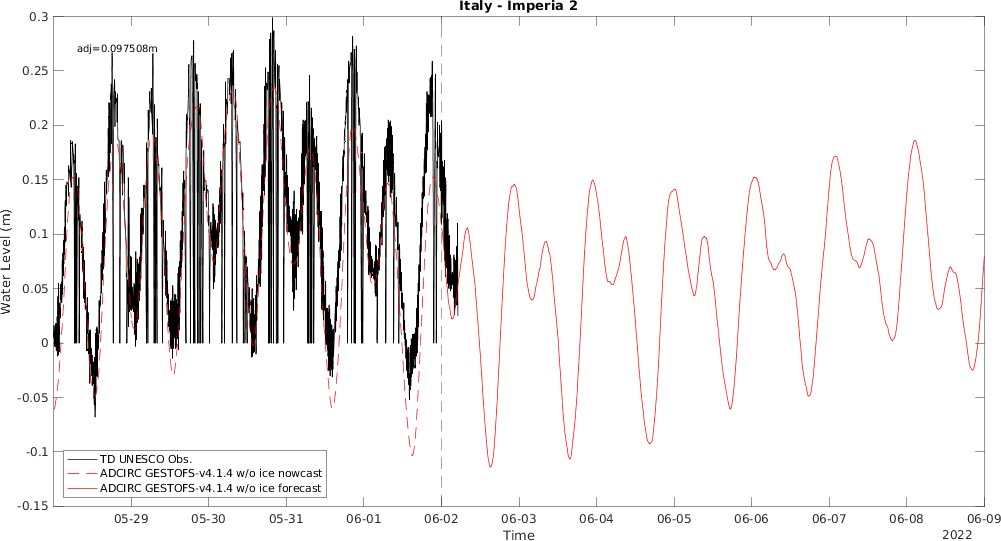 Italy - Imperia 2
adj=0.097508m
0.3
0.25
0.2
0.15
0.1
0.05
0
-0.05
-0.1
-0.15
Water Level (m)
TD UNESCO Obs.
ADCIRC GESTOFS-v4.1.4 w/o ice nowcast
ADCIRC GESTOFS-v4.1.4 w/o ice forecast
05-29 05-30 05-31 06-01 06-02 06-03 06-04 06-05 06-06 06-07 06-08 06-09
Time
2022